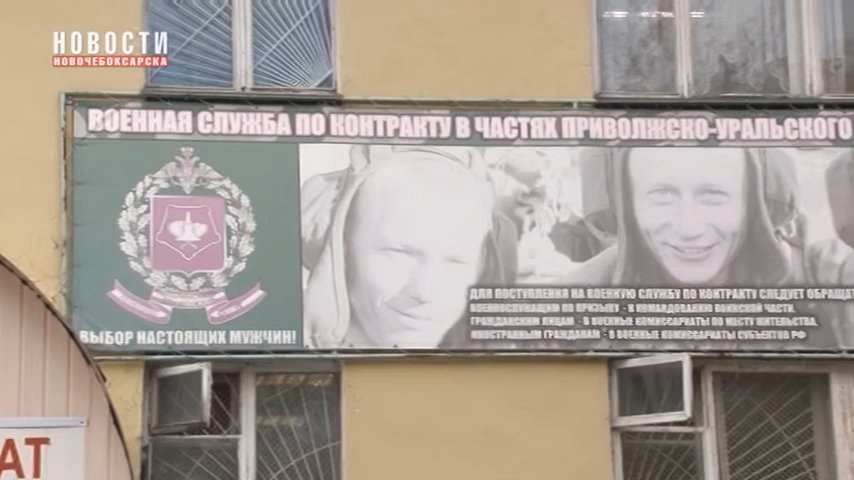 НОВОСТИ
НОВОЧЕБОКСАРСКА
ВОЕННАЯ СЛУЖБА ПО КОНТРАКТУ В ЧАСТЯХ ПРИВОЛЖСКО-УРАЛЬСКОГО
ВЫБОР НАСТОЯЩИХ МУЖЧИН!
ДЛЯ ПОСТУПЛЕНИЯ НА ВОЕННУЮ СЛУЖБУ ПО КОНТРАКТУ СЛЕДУЕТ ОБРАЩАТ
ВОЕННОСЛУЖАЩИМ ПО ПРИЗЫВУ - К КОМАНДОВАНИЮ ВОИНСКОЙ ЧАСТИ,
ГРАЖДАНСКИМ ЛИЦАМ - В ВОЕННЫЕ КОМИССАРИАТЫ ПО МЕСТУ ЖИТЕЛЬСТВА,
ИНОСТРАННЫМ ГРАЖДАНАМ - В ВОЕННЫЕ КОМИССАРИАТЫ СУБЪЕКТОВ РФ
АТ